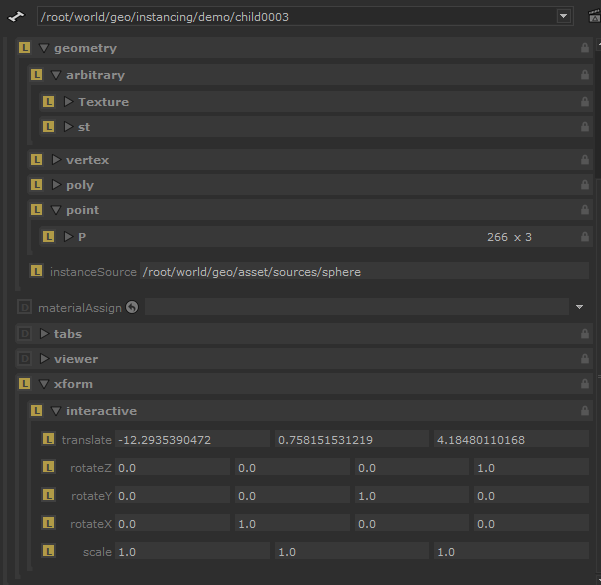 /root/world/geo/instancing/demo/child0003
L geometry
L arbitrary
L Texture
L st
L vertex
L poly
L point
L P 266 x 3
L instanceSource /root/world/geo/asset/sources/sphere
D materialAssign
D tabs
D viewer
L xform
L interactive
L translate -12.2935390472 0.758151531219 4.18480110168
L rotateZ 0.0 0.0 0.0 1.0
L rotateY 0.0 0.0 1.0 0.0
L rotateX 0.0 1.0 0.0 0.0
L scale 1.0 1.0 1.0